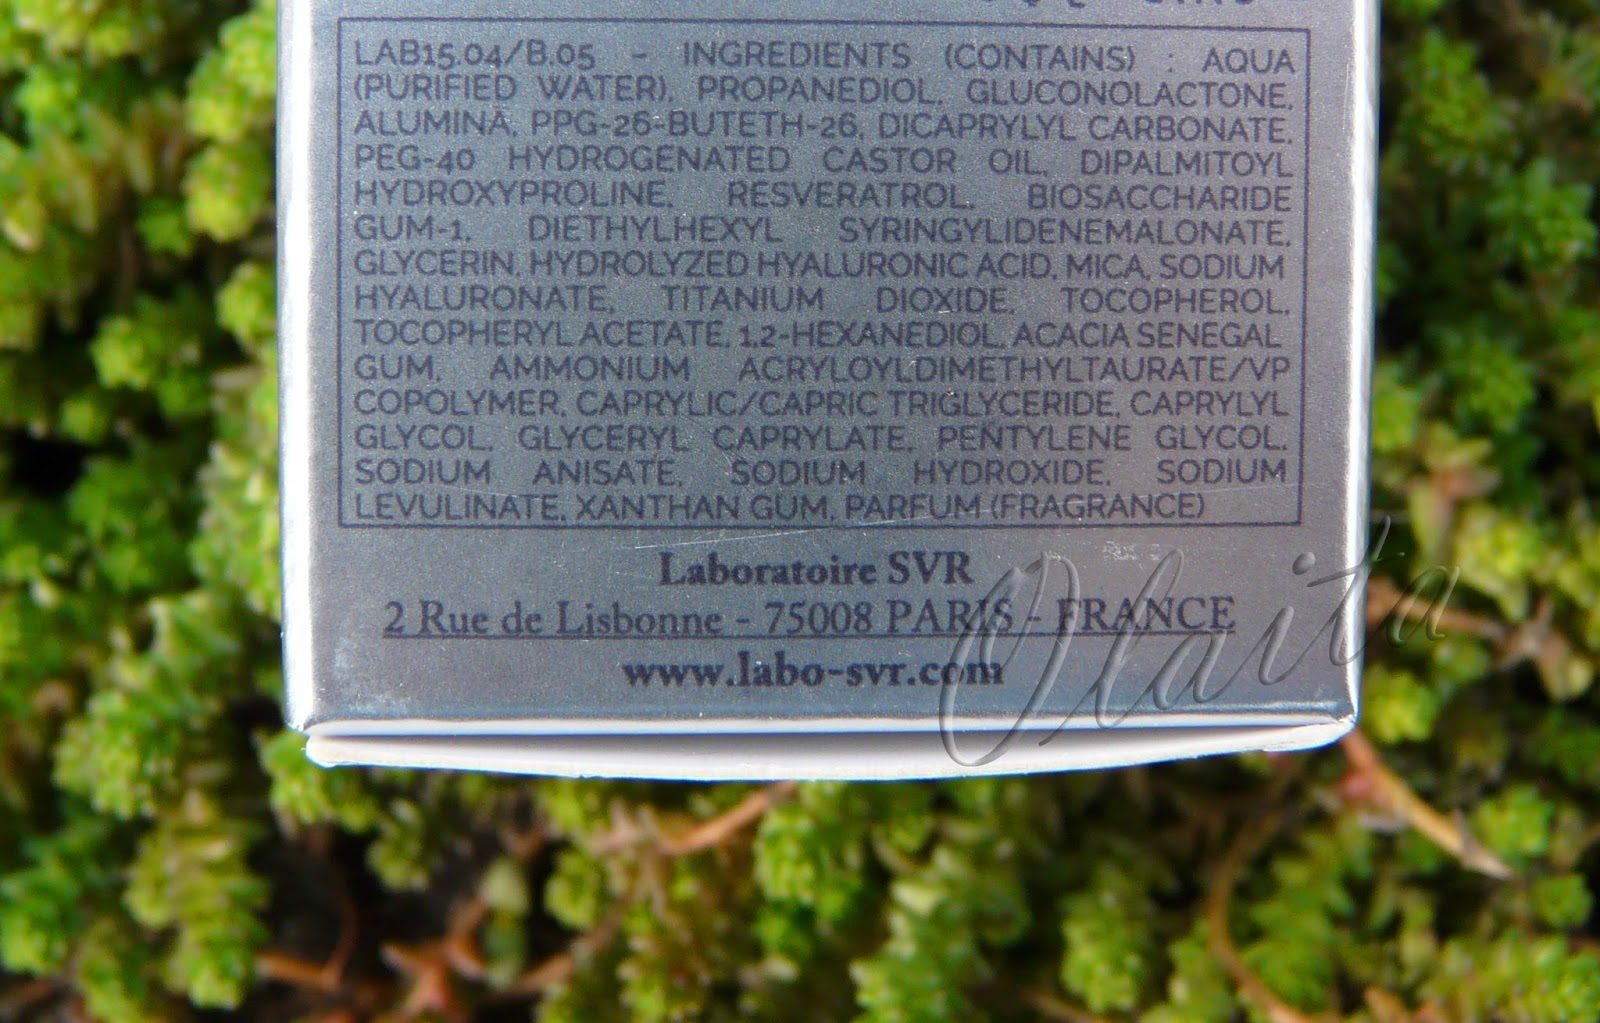 LAB15.04/B.05 - INGREDIENTS (CONTAINS) : AQUA
(PURIFIED WATER), PROPANEDIOL, GLUCONOLACTONE,
ALUMINA, PPG-26-BUTETH-26, DICAPRYLYL CARBONATE,
PEG-40 HYDROGENATED CASTOR OIL, DIPALMITOYL
HYDROXYPROLINE, RESVERATROL, BIOSACCHARIDE
GUM-1, DIETHYLHEXYL SYRINGYLIDENEMALONATE,
GLYCERIN, HYDROLYZED HYALURONIC ACID, MICA, SODIUM
HYALURONATE, TITANIUM DIOXIDE, TOCOPHEROL,
TOCOPHERYL ACETATE, 1,2-HEXANEDIOL, ACACIA SENEGAL
GUM, AMMONIUM ACRYLOYLDIMETHYLTAURATE/VP
COPOLYMER, CAPRYLIC/CAPRIC TRIGLYCERIDE, CAPRYLYL
GLYCOL, GLYCERYL CAPRYLATE, PENTYLENE GLYCOL,
SODIUM ANISATE, SODIUM HYDROXIDE, SODIUM
LEVULINATE, XANTHAN GUM, PARFUM (FRAGRANCE)
Laboratoire SVR
2 Rue de Lisbonne - 75008 PARIS - FRANCE
www.labo-svr.com
Olaita